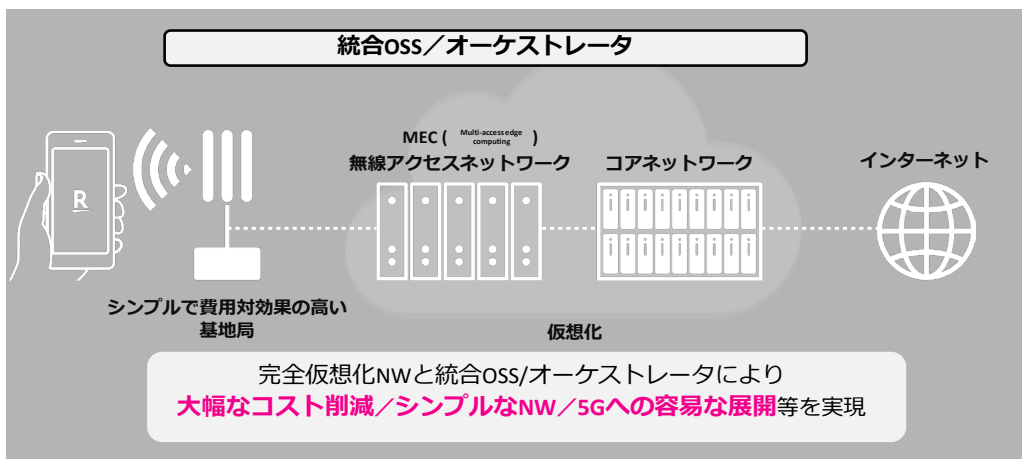 統合OSS／オーケストレータ
MEC ( Multi-access edge computing )
無線アクセスネットワーク
コアネットワーク
インターネット
R
シンプルで費用対効果の高い
基地局
仮想化
完全仮想化NWと統合OSS/オーケストレータにより
大幅なコスト削減／シンプルなNW／5Gへの容易な展開等を実現